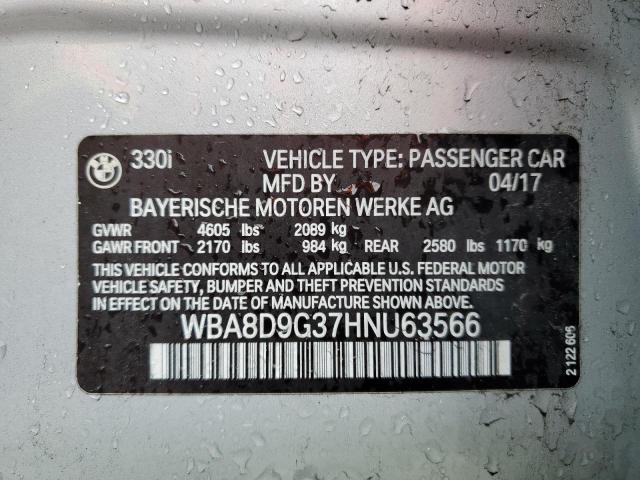 BMW
330i VEHICLE TYPE: PASSENGER CAR
MFD BY 04/17
BAYERISCHE MOTOREN WERKE AG
GVWR 4605 lbs 2089 kg
GAWR FRONT 2170 lbs 984 kg REAR 2580 lbs 1170 kg
THIS VEHICLE CONFORMS TO ALL APPLICABLE U.S. FEDERAL MOTOR
VEHICLE SAFETY, BUMPER AND THEFT PREVENTION STANDARDS
IN EFFECT ON THE DATE OF MANUFACTURE SHOWN ABOVE.
WBA8D9G37HNU63566
2 122 605